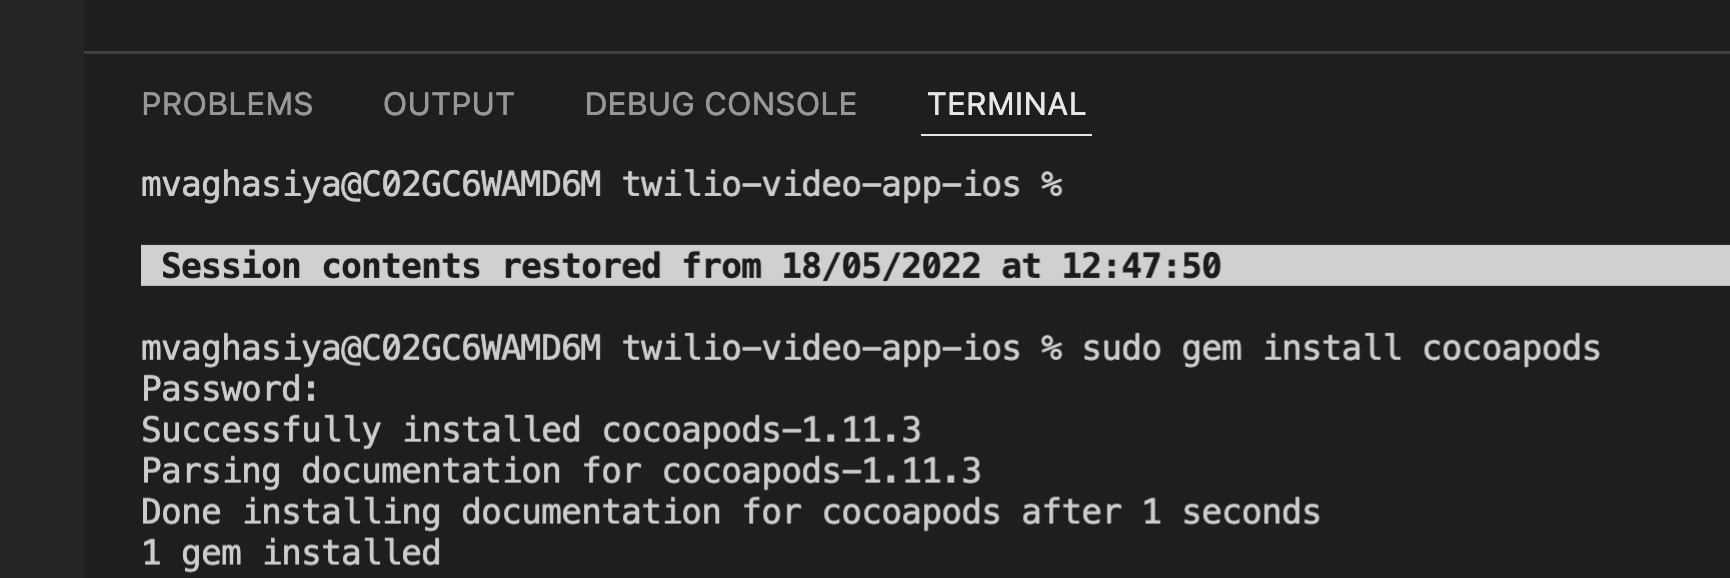 PROBLEMS OUTPUT DEBUG CONSOLE TERMINAL
mvaghasiya@C02GC6WAMD6M twilio-video-app-ios %
Session contents restored from 18/05/2022 at 12:47:50
mvaghasiya@C02GC6WAMD6M twilio-video-app-ios % sudo gem install cocoapods
Password:
Successfully installed cocoapods-1.11.3
Parsing documentation for cocoapods-1.11.3
Done installing documentation for cocoapods after 1 seconds
1 gem installed